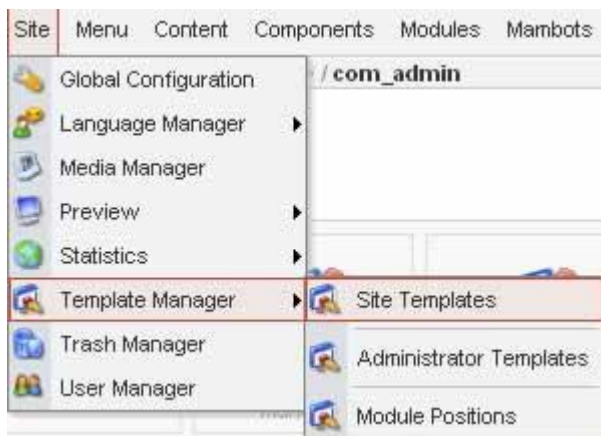 Site Menu Content Components Modules Mambots
/ com_admin
Global Configuration
Language Manager
Media Manager
Preview
Statistics
Template Manager
Site Templates
Trash Manager
Administrator Templates
User Manager
Module Positions